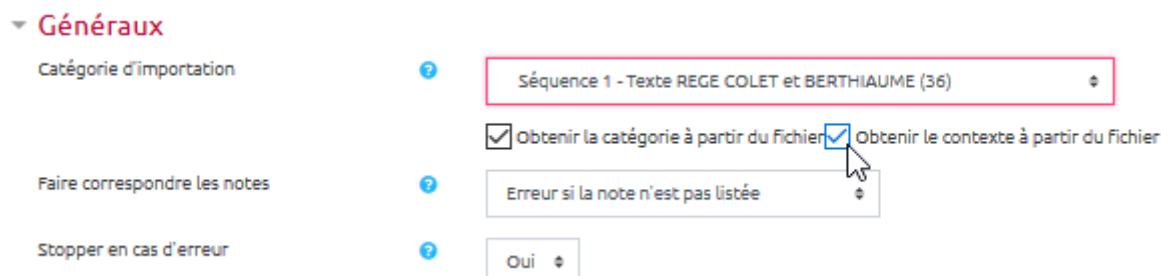 Généraux
Catégorie d'importation
Séquence 1 - Texte REGE COLET et BERTHIAUME (36)
Obtenir la catégorie à partir du fichier Obtenir le contexte à partir du fichier
Faire correspondre les notes
Erreur si la note n'est pas listée
Stopper en cas d'erreur
Oui